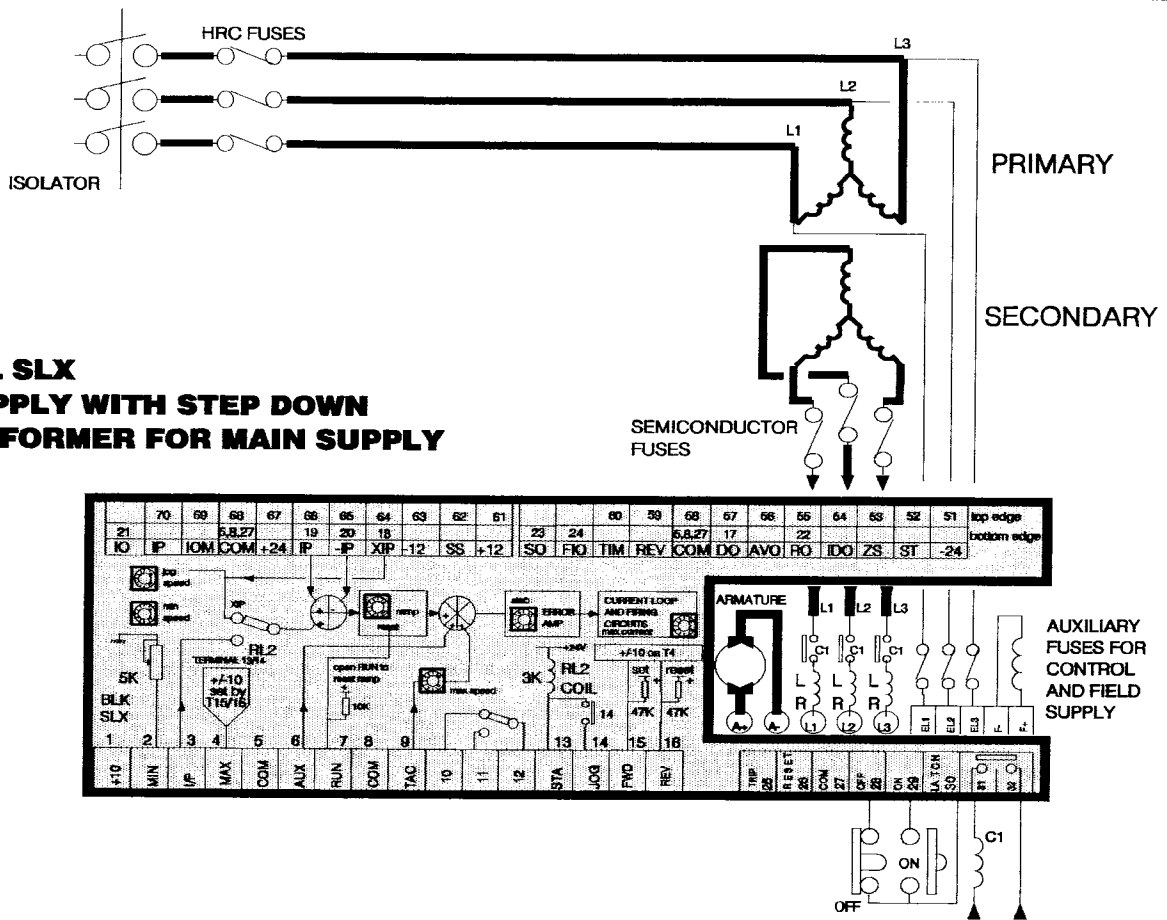 HRC FUSES
L3
L2
L1
ISOLATOR
PRIMARY
SECONDARY
SLX
PPLY WITH STEP DOWN
FORMER FOR MAIN SUPPLY
SEMICONDUCTOR
FUSES
70 69 68 67 66 65 64 63 62 61 60 59 58 57 56 55 54 53 52 51 top edge
21 5,8,27 19 20 18 23 24 5,8,27 17 22 bottom edge
IO IP IOM COM +24 IP -IP XIP -12 SS +12 SO FIO TIM REV COM DO AVO RO IDO ZS ST -24
jog
speed
min
speed
XIP
RL2
ramp
reset
ERROR
AMP
CURRENT LOOP
AND FIRING
CIRCUITS
max current
ARMATURE
L1 L2 L3
C1 C1 C1
AUXILIARY
FUSES FOR
CONTROL
AND FIELD
SUPPLY
5K
BLK
SLX
TERMINAL 13/14
+/-10
set by
T15/16
open RUN to
reset ramp
10K
max speed
+24V
3K
RL2
COIL
14
+/-10 on T4
set
reset
47K 47K
L L L
R R R
A+ A- L1 L2 L3
EL1 EL2 EL3 F- F+
1 2 3 4 5 6 7 8 9 13 14 15 16
+10 MIN I/P MAX COM AUX RUN COM TAC 10 11 12 STA JOG FWD REV
TRIP 25 RESET 26 COM 27 OFF 28 ON 29
C1
ON
OFF